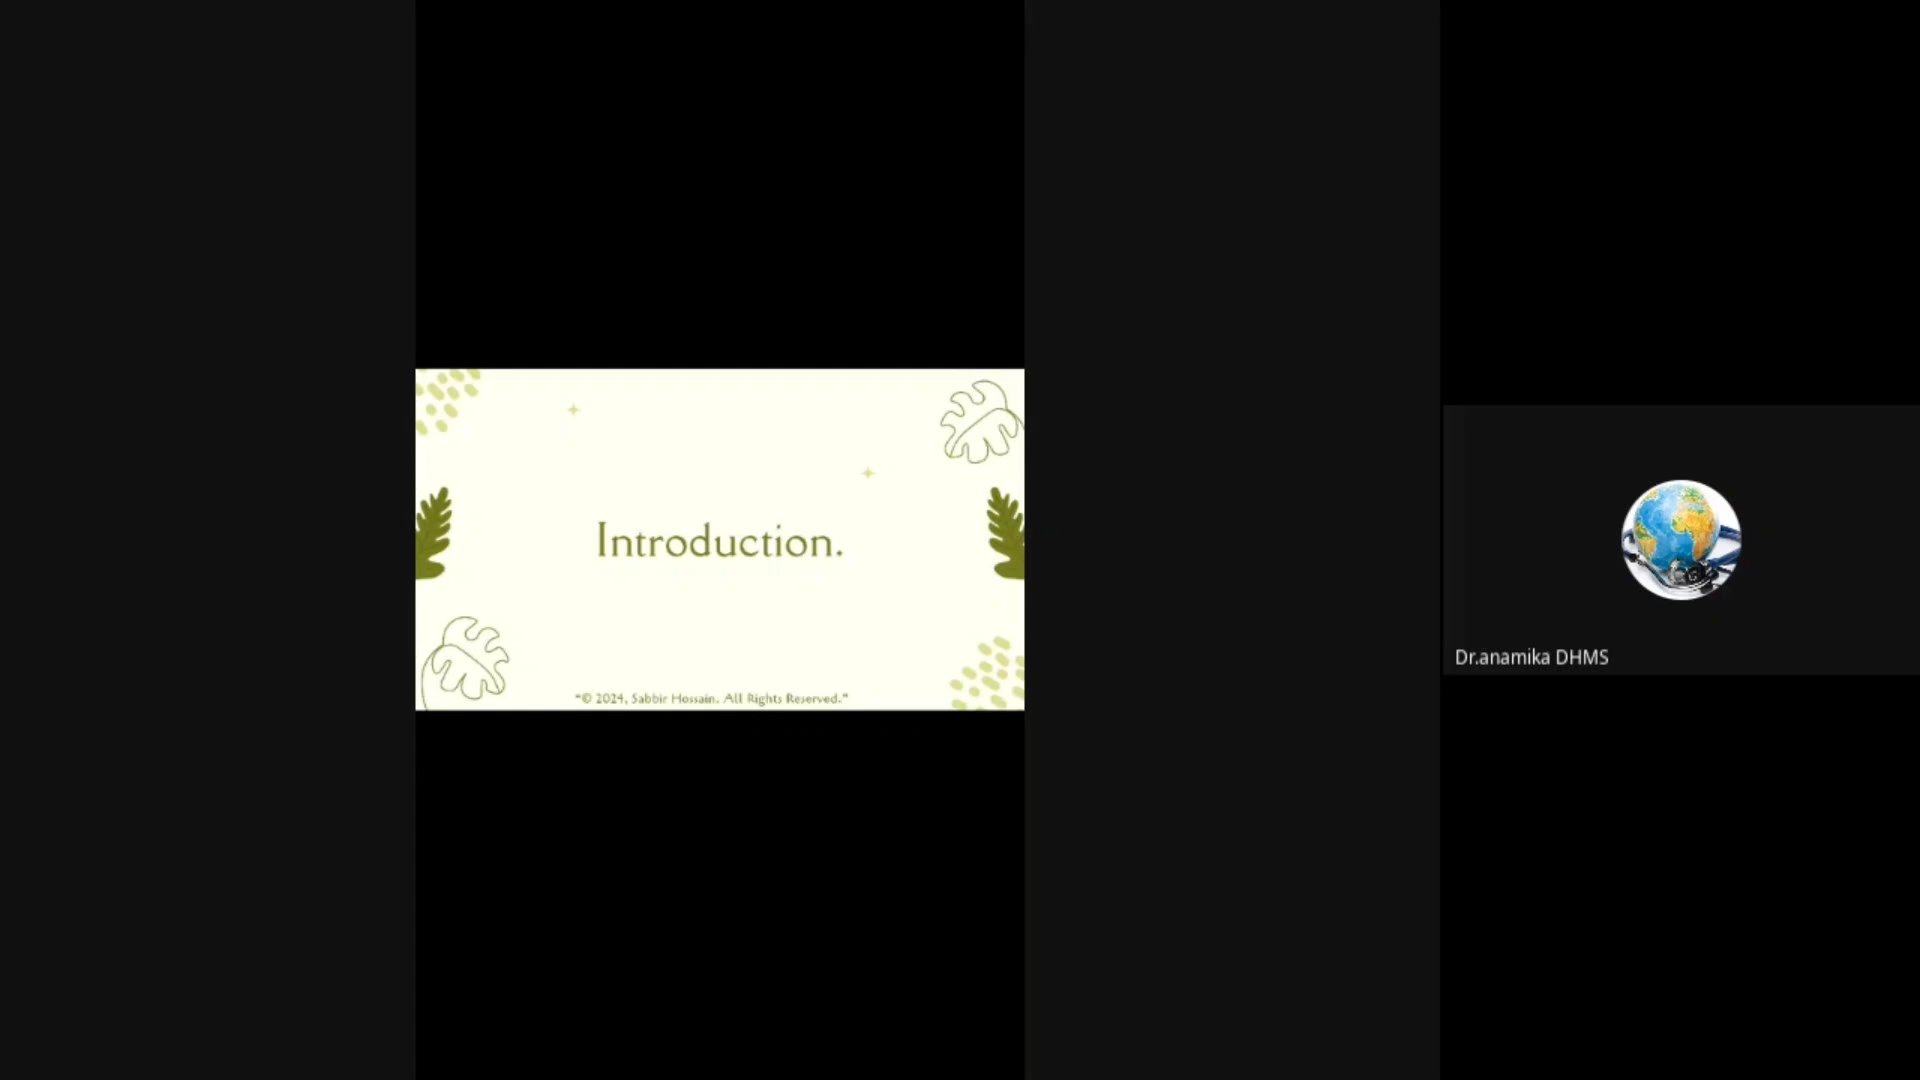 Introduction.
"© 2024, Sabbir Hossain. All Rights Reserved."
Dr.anamika DHMS